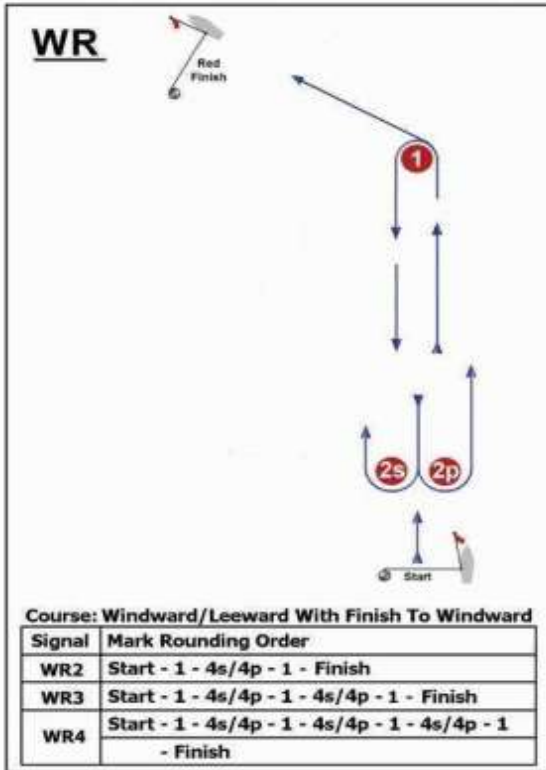 WR
Red
Finish
1
2s 2p
Start
Course: Windward/Leeward With Finish To Windward
Signal Mark Rounding Order
WR2 Start - 1 - 4s/4p - 1 - Finish
WR3 Start - 1 - 4s/4p - 1 - 4s/4p - 1 - Finish
WR4 Start - 1 - 4s/4p - 1 - 4s/4p - 1 - 4s/4p - 1
- Finish